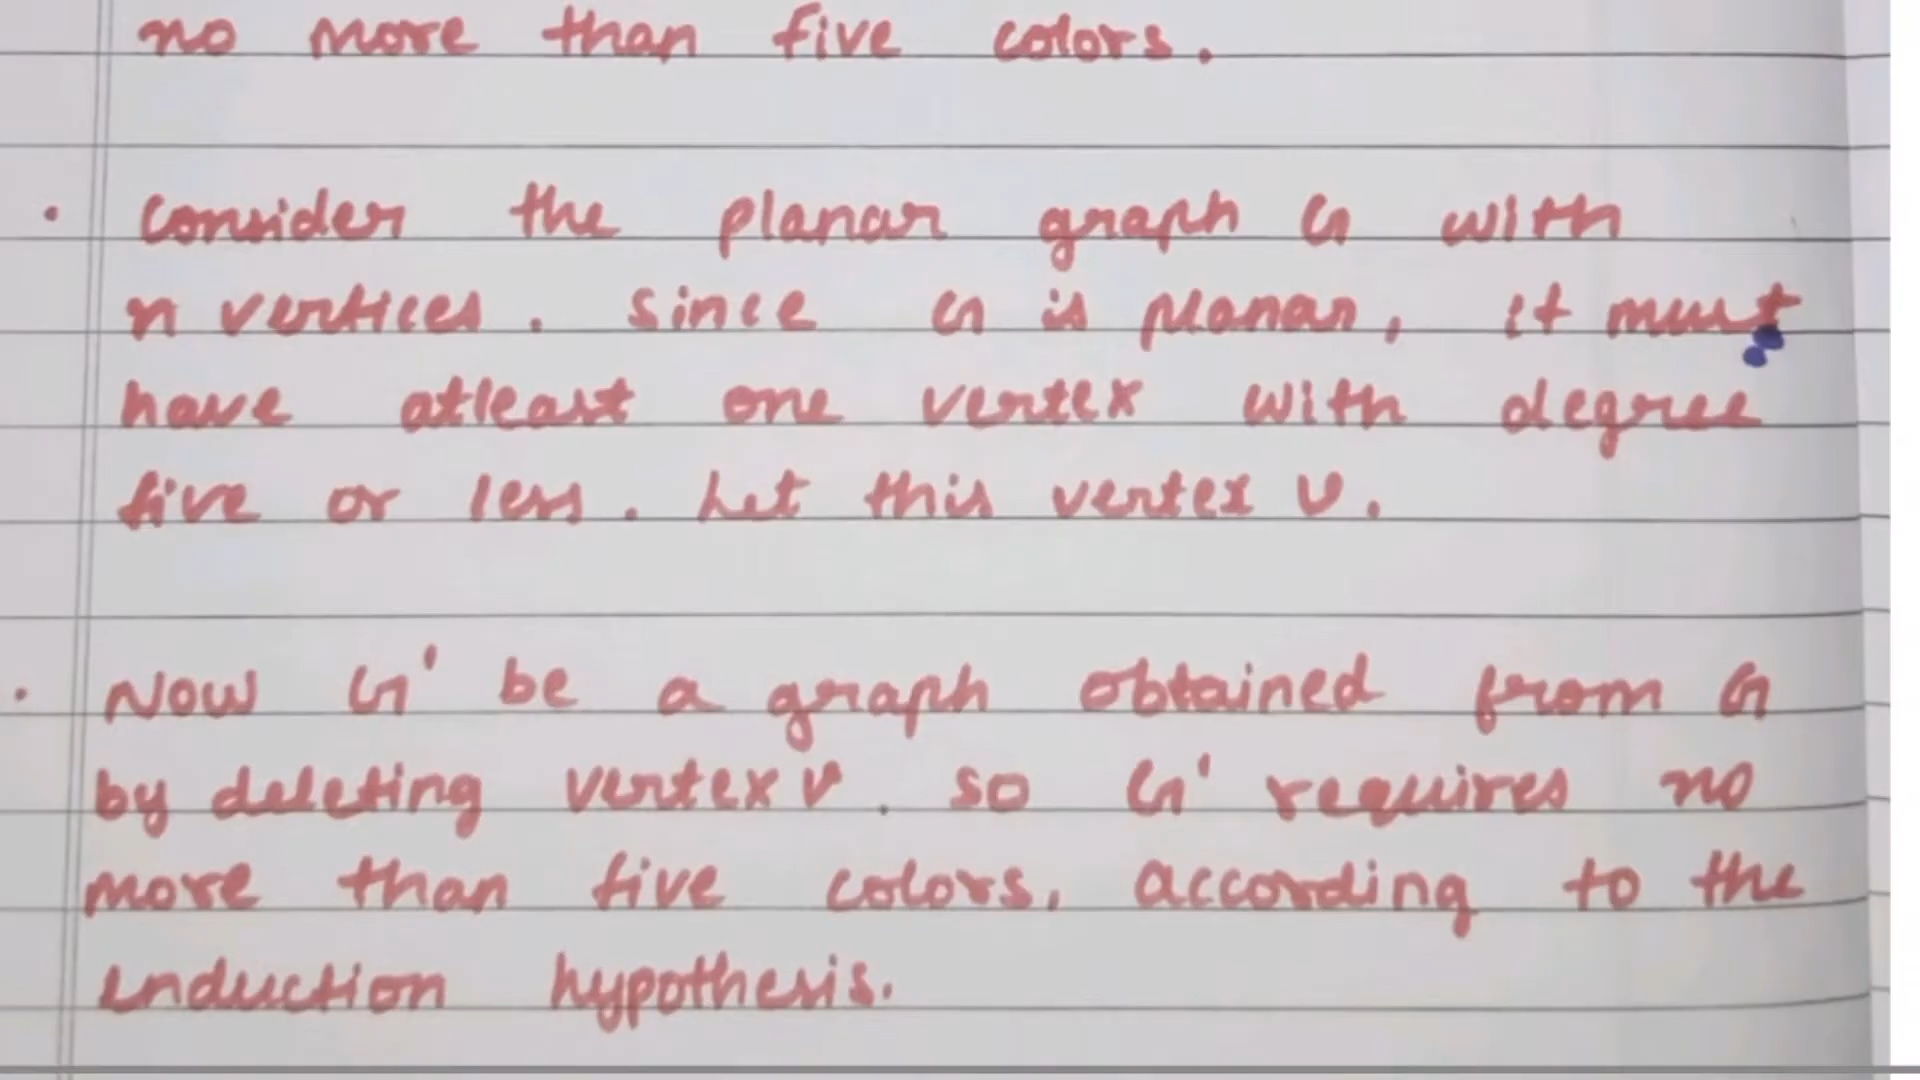 no more than five colors.
. Consider the planar graph G with
n vertices. Since G is planar, it must
have atleast one vertex with degree
five or less. Let this vertex v.
. Now G' be a graph obtained from G
by deleting vertex v. so G' requires no
more than five colors, according to the
induction hypothesis.